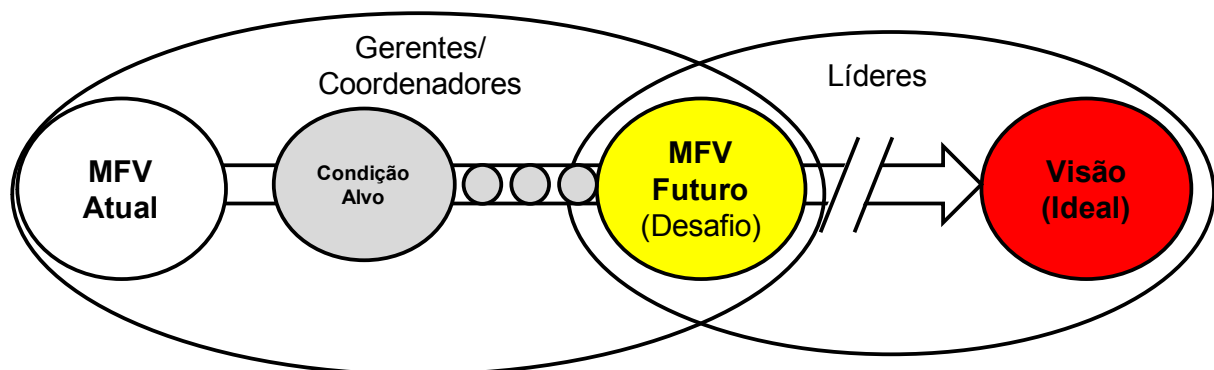 Gerentes/
Coordenadores
Líderes
MFV
Atual
Condição
Alvo
MFV
Futuro
(Desafio)
Visão
(Ideal)